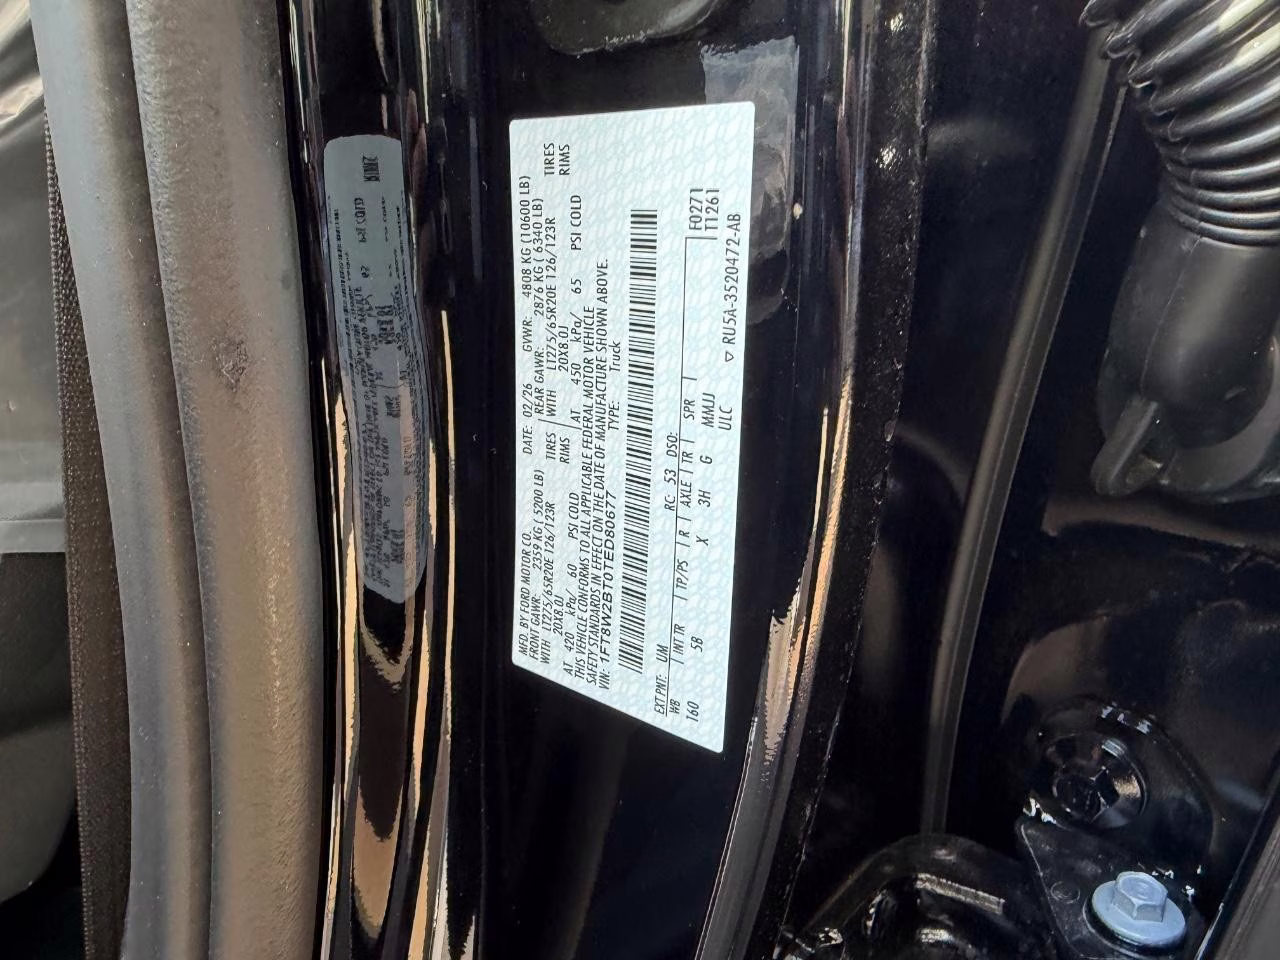 MFD. BY FORD MOTOR CO.
DATE: 02/26 GVWR: 4808 KG (10600 LB)
FRONT GAWR: 2359 KG ( 5200 LB) REAR GAWR: 2876 KG ( 6340 LB)
WITH LT275/65R20E 126/123R TIRES WITH LT275/65R20E 126/123R TIRES
20X8.0J RIMS 20X8.0J RIMS
AT 420 kPa/ 60 PSI COLD AT 450 kPa/ 65 PSI COLD
THIS VEHICLE CONFORMS TO ALL APPLICABLE FEDERAL MOTOR VEHICLE
SAFETY STANDARDS IN EFFECT ON THE DATE OF MANUFACTURE SHOWN ABOVE.
VIN: 1FT8W2BT0TED80677 TYPE: Truck
EXT PNT: UM RC: 53 DSO: F0271
WB INT TR TP/PS R AXLE TR SPR T1261
160 5B X 3H G MMJJ
ULC ▽ RU5A-3520472-AB